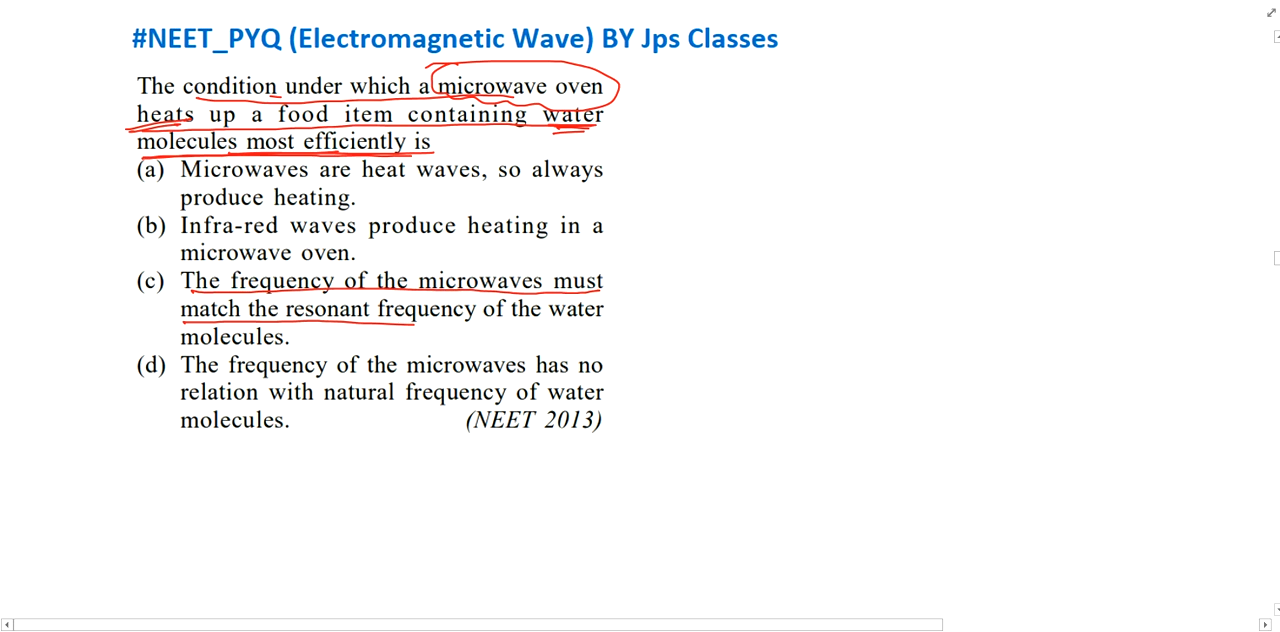 #NEET_PYQ (Electromagnetic Wave) BY Jps Classes
The condition under which a microwave oven
heats up a food item containing water
molecules most efficiently is
(a) Microwaves are heat waves, so always
produce heating.
(b) Infra-red waves produce heating in a
microwave oven.
(c) The frequency of the microwaves must
match the resonant frequency of the water
molecules.
(d) The frequency of the microwaves has no
relation with natural frequency of water
molecules. (NEET 2013)